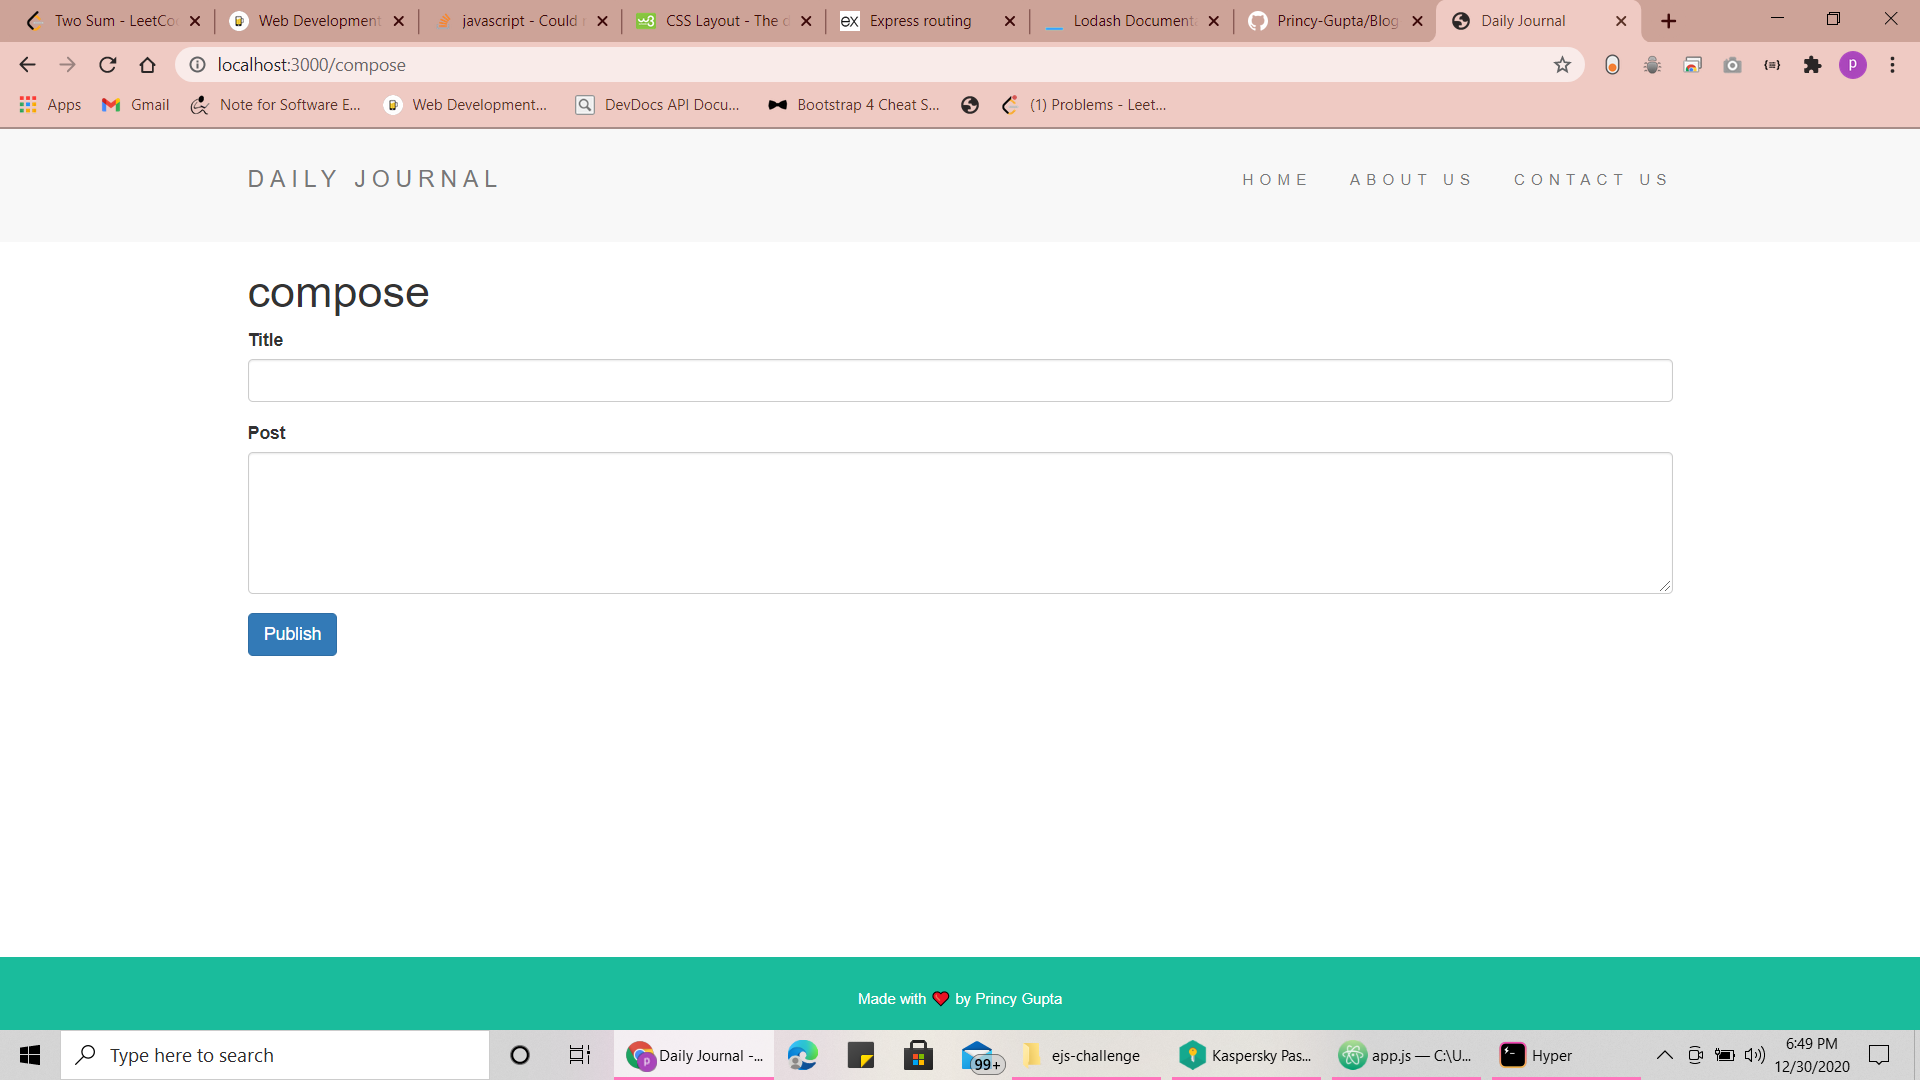 Two Sum - LeetCo
Web Development
javascript - Could
CSS Layout - The
Express routing
Lodash Document
Princy-Gupta/Blog
Daily Journal
localhost:3000/compose
P
Apps
Gmail
Note for Software E...
Web Development...
DevDocs API Docu...
Bootstrap 4 Cheat S...
(1) Problems - Leet...
DAILY JOURNAL
HOME
ABOUT US
CONTACT US
compose
Title
Post
Publish
Made with ❤ by Princy Gupta
Type here to search
Daily Journal -...
99+
ejs-challenge
Kaspersky Pas...
app.js — C:\U...
Hyper
6:49 PM
12/30/2020